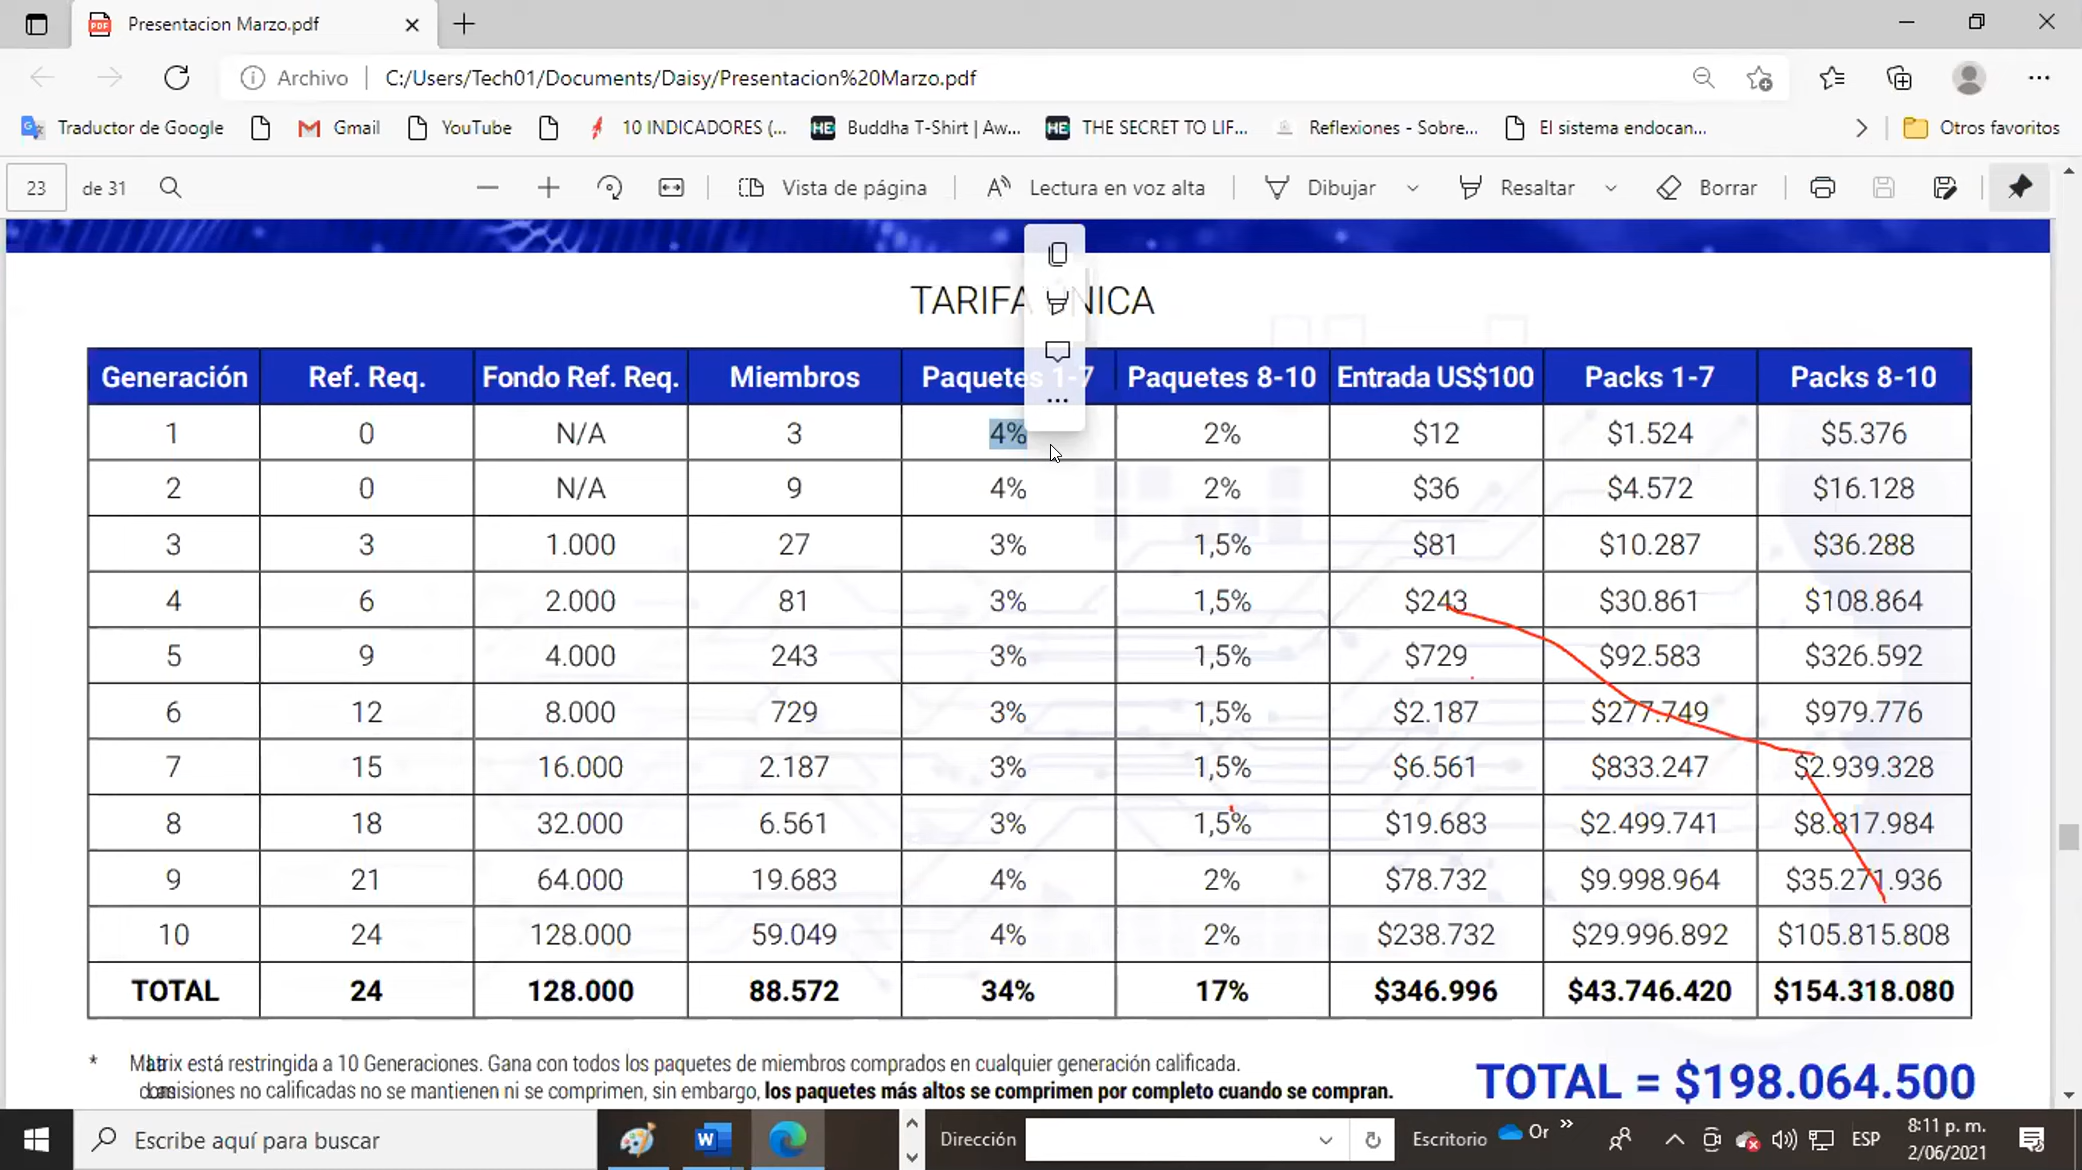 Presentacion Marzo.pdf
Archivo C:/Users/Tech01/Documents/Daisy/Presentacion%20Marzo.pdf
Traductor de Google Gmail YouTube 10 INDICADORES (... Buddha T-Shirt | Aw... THE SECRET TO LIF... Reflexiones - Sobre... El sistema endocan... Otros favoritos
23 de 31 Vista de página Lectura en voz alta Dibujar Resaltar Borrar
TARIFA NICA
Generación Ref. Req. Fondo Ref. Req. Miembros Paquetes 1-7 Paquetes 8-10 Entrada US$100 Packs 1-7 Packs 8-10
1 0 N/A 3 4% 2% $12 $1.524 $5.376
2 0 N/A 9 4% 2% $36 $4.572 $16.128
3 3 1.000 27 3% 1,5% $81 $10.287 $36.288
4 6 2.000 81 3% 1,5% $243 $30.861 $108.864
5 9 4.000 243 3% 1,5% $729 $92.583 $326.592
6 12 8.000 729 3% 1,5% $2.187 $277.749 $979.776
7 15 16.000 2.187 3% 1,5% $6.561 $833.247 $2.939.328
8 18 32.000 6.561 3% 1,5% $19.683 $2.499.741 $8.817.984
9 21 64.000 19.683 4% 2% $78.732 $9.998.964 $35.271.936
10 24 128.000 59.049 4% 2% $238.732 $29.996.892 $105.815.808
TOTAL 24 128.000 88.572 34% 17% $346.996 $43.746.420 $154.318.080
* Matrix está restringida a 10 Generaciones. Gana con todos los paquetes de miembros comprados en cualquier generación calificada.
comisiones no calificadas no se mantienen ni se comprimen, sin embargo, los paquetes más altos se comprimen por completo cuando se compran.
TOTAL = $198.064.500
Escribe aquí para buscar Dirección Escritorio Or ESP 8:11 p. m.
2/06/2021